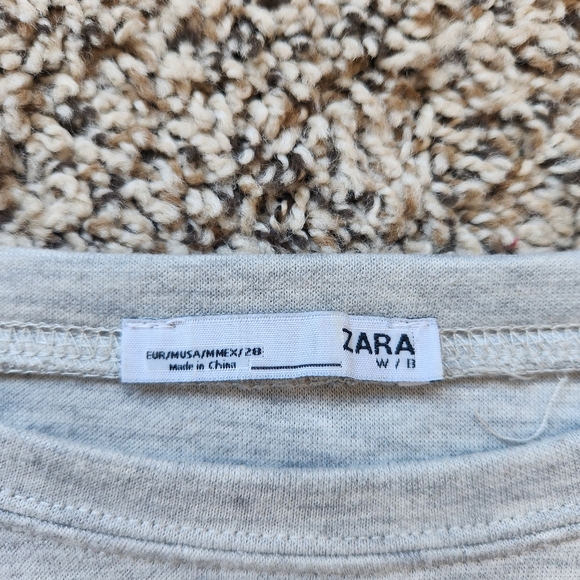 EUR/MUSA/MMEX/28
Made in China
ZARA
W / B